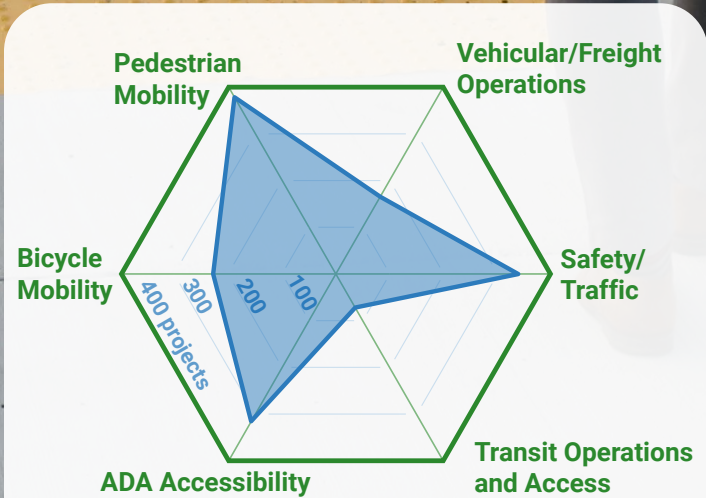 Pedestrian
Mobility
Vehicular/Freight
Operations
Bicycle
Mobility
Safety/
Traffic
400 projects
300
200
100
ADA Accessibility
Transit Operations
and Access